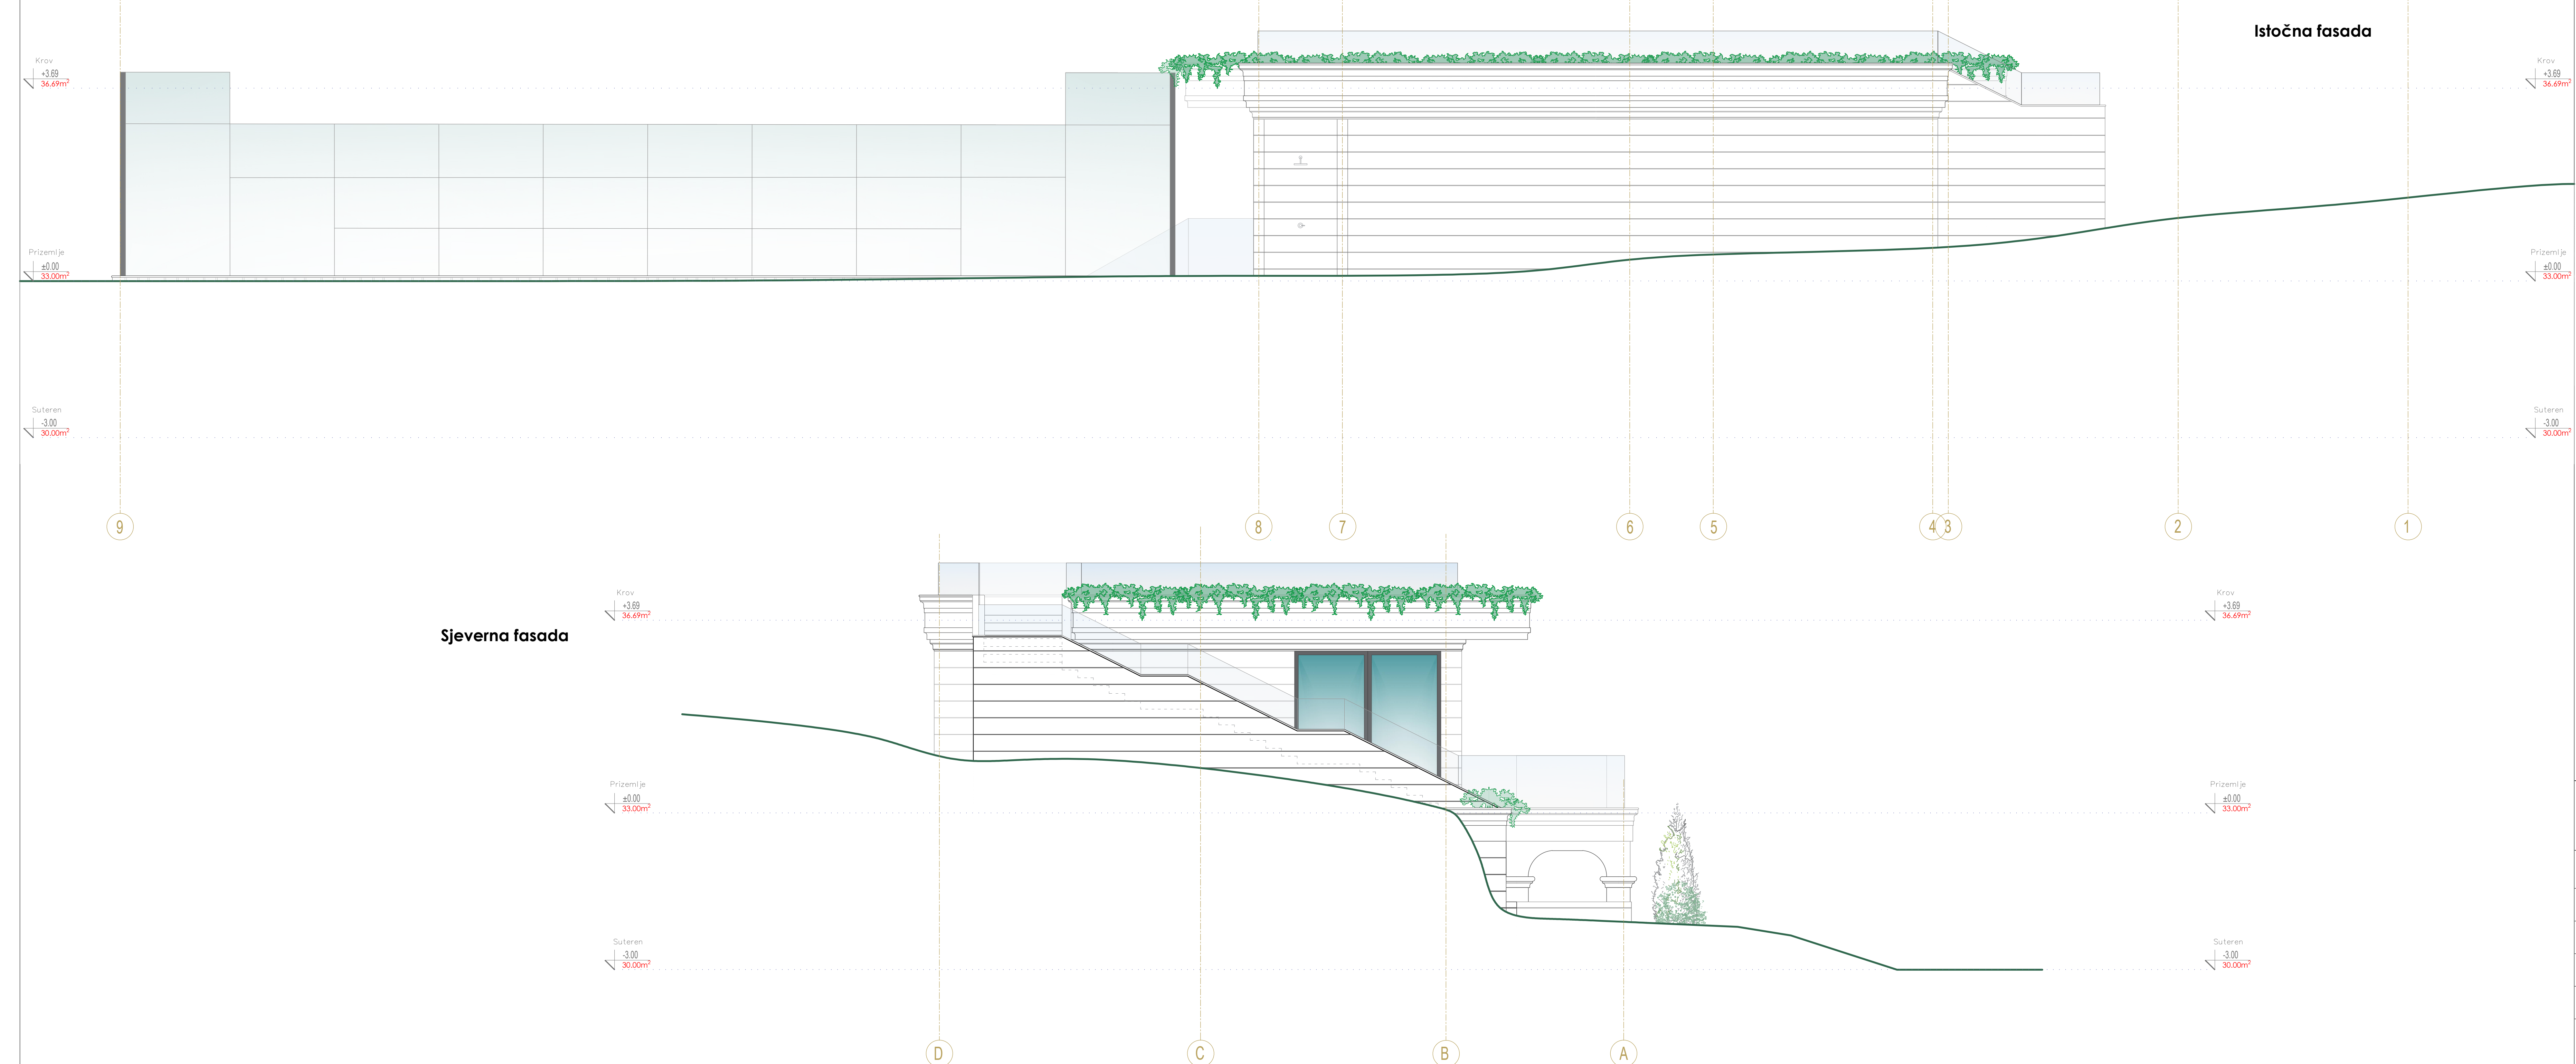 Istočna fasada
Krov
+3.69
36.69m²
Krov
+3.69
36.69m²
Prizemlje
±0.00
33.00m²
Prizemlje
±0.00
33.00m²
Suteren
-3.00
30.00m²
Suteren
-3.00
30.00m²
9
8
7
6
5
4
3
2
1
Sjeverna fasada
Krov
+3.69
36.69m²
Krov
+3.69
36.69m²
Prizemlje
±0.00
33.00m²
Prizemlje
±0.00
33.00m²
Suteren
-3.00
30.00m²
Suteren
-3.00
30.00m²
D
C
B
A